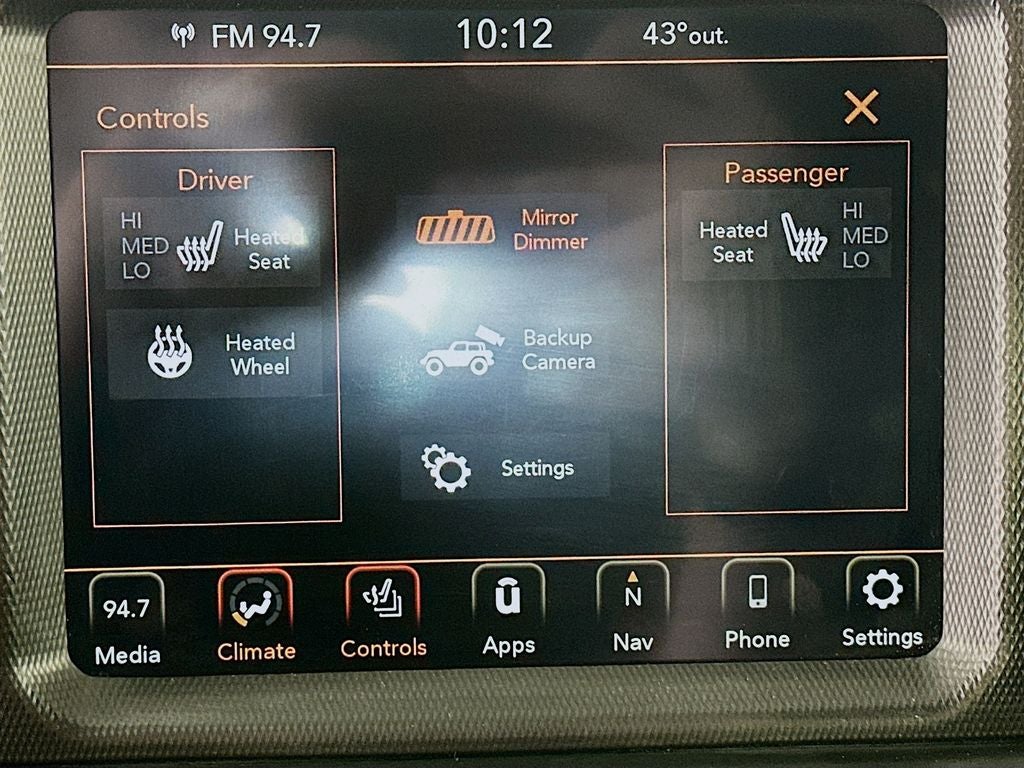 FM 94.7
10:12
43°out.
Controls
Driver
HI
MED
LO
Heated
Seat
Heated
Wheel
Mirror
Dimmer
Backup
Camera
Settings
Passenger
Heated
Seat
HI
MED
LO
94.7
Media
Climate
Controls
Apps
N
Nav
Phone
Settings